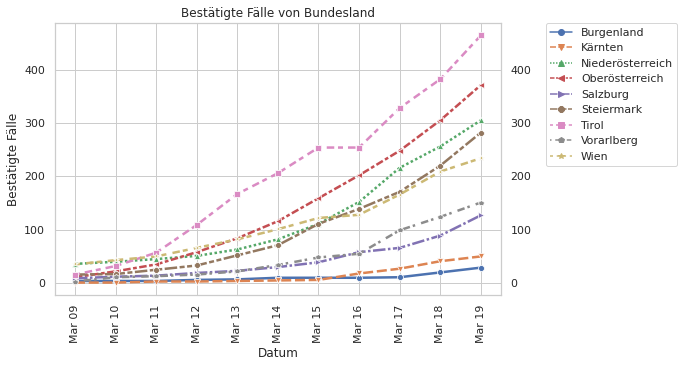 Bestätigte Fälle von Bundesland
Bestätigte Fälle
400
300
200
100
0
400
300
200
100
0
Mar 09
Mar 10
Mar 11
Mar 12
Mar 13
Mar 14
Mar 15
Mar 16
Mar 17
Mar 18
Mar 19
Datum
Burgenland
Kärnten
Niederösterreich
Oberösterreich
Salzburg
Steiermark
Tirol
Vorarlberg
Wien